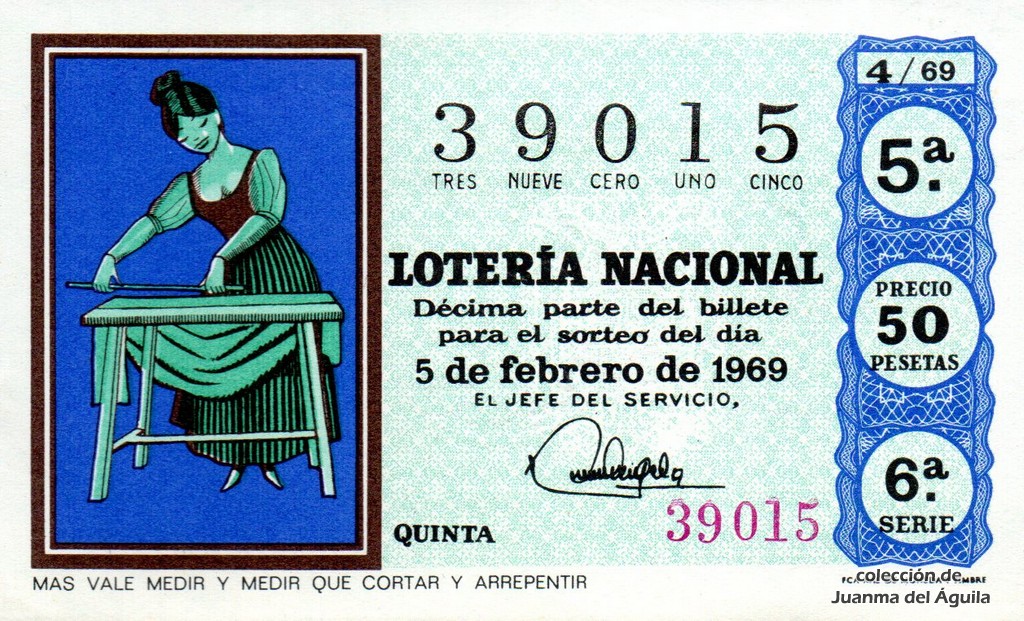 4/69
39015
TRES NUEVE CERO UNO CINCO
5.ª
LOTERÍA NACIONAL
Décima parte del billete
para el sorteo del día
5 de febrero de 1969
EL JEFE DEL SERVICIO,
PRECIO
50
PESETAS
6.ª
SERIE
39015
QUINTA
MAS VALE MEDIR Y MEDIR QUE CORTAR Y ARREPENTIR
colección de
Juanma del Águila